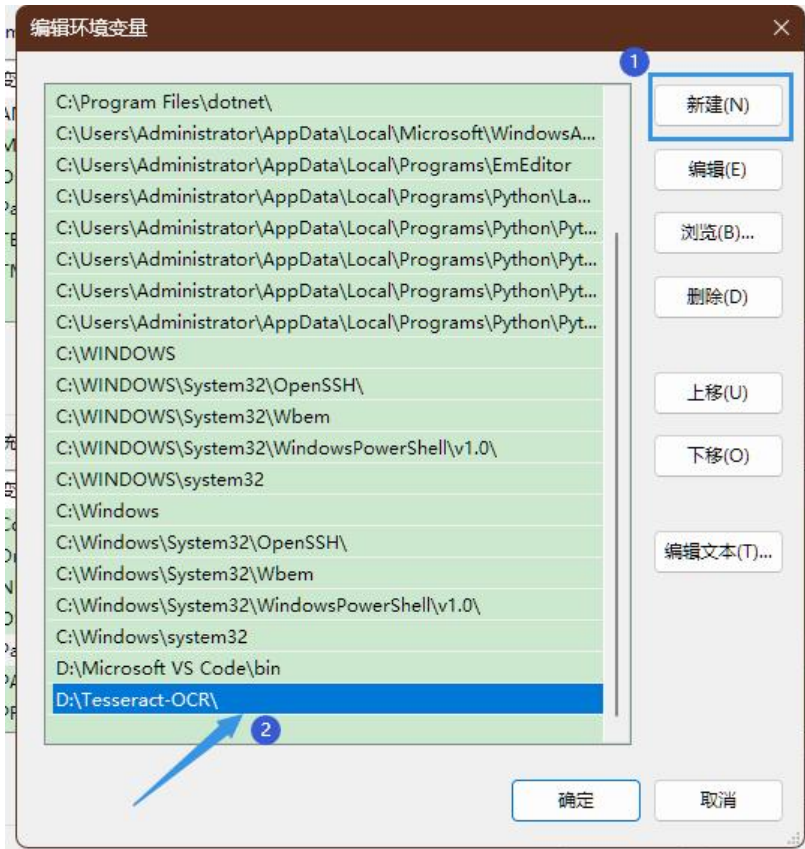 编辑环境变量
1
C:\Program Files\dotnet\
新建(N)
C:\Users\Administrator\AppData\Local\Microsoft\WindowsA...
C:\Users\Administrator\AppData\Local\Programs\EmEditor
编辑(E)
C:\Users\Administrator\AppData\Local\Programs\Python\La...
C:\Users\Administrator\AppData\Local\Programs\Python\Pyt...
浏览(B)...
C:\Users\Administrator\AppData\Local\Programs\Python\Pyt...
C:\Users\Administrator\AppData\Local\Programs\Python\Pyt...
删除(D)
C:\Users\Administrator\AppData\Local\Programs\Python\Pyt...
C:\WINDOWS
C:\WINDOWS\System32\OpenSSH\
上移(U)
C:\WINDOWS\System32\Wbem
C:\WINDOWS\System32\WindowsPowerShell\v1.0\
下移(O)
C:\WINDOWS\system32
C:\Windows
C:\Windows\System32\OpenSSH\
编辑文本(T)...
C:\Windows\System32\Wbem
C:\Windows\System32\WindowsPowerShell\v1.0\
C:\Windows\system32
D:\Microsoft VS Code\bin
D:\Tesseract-OCR\
2
确定
取消